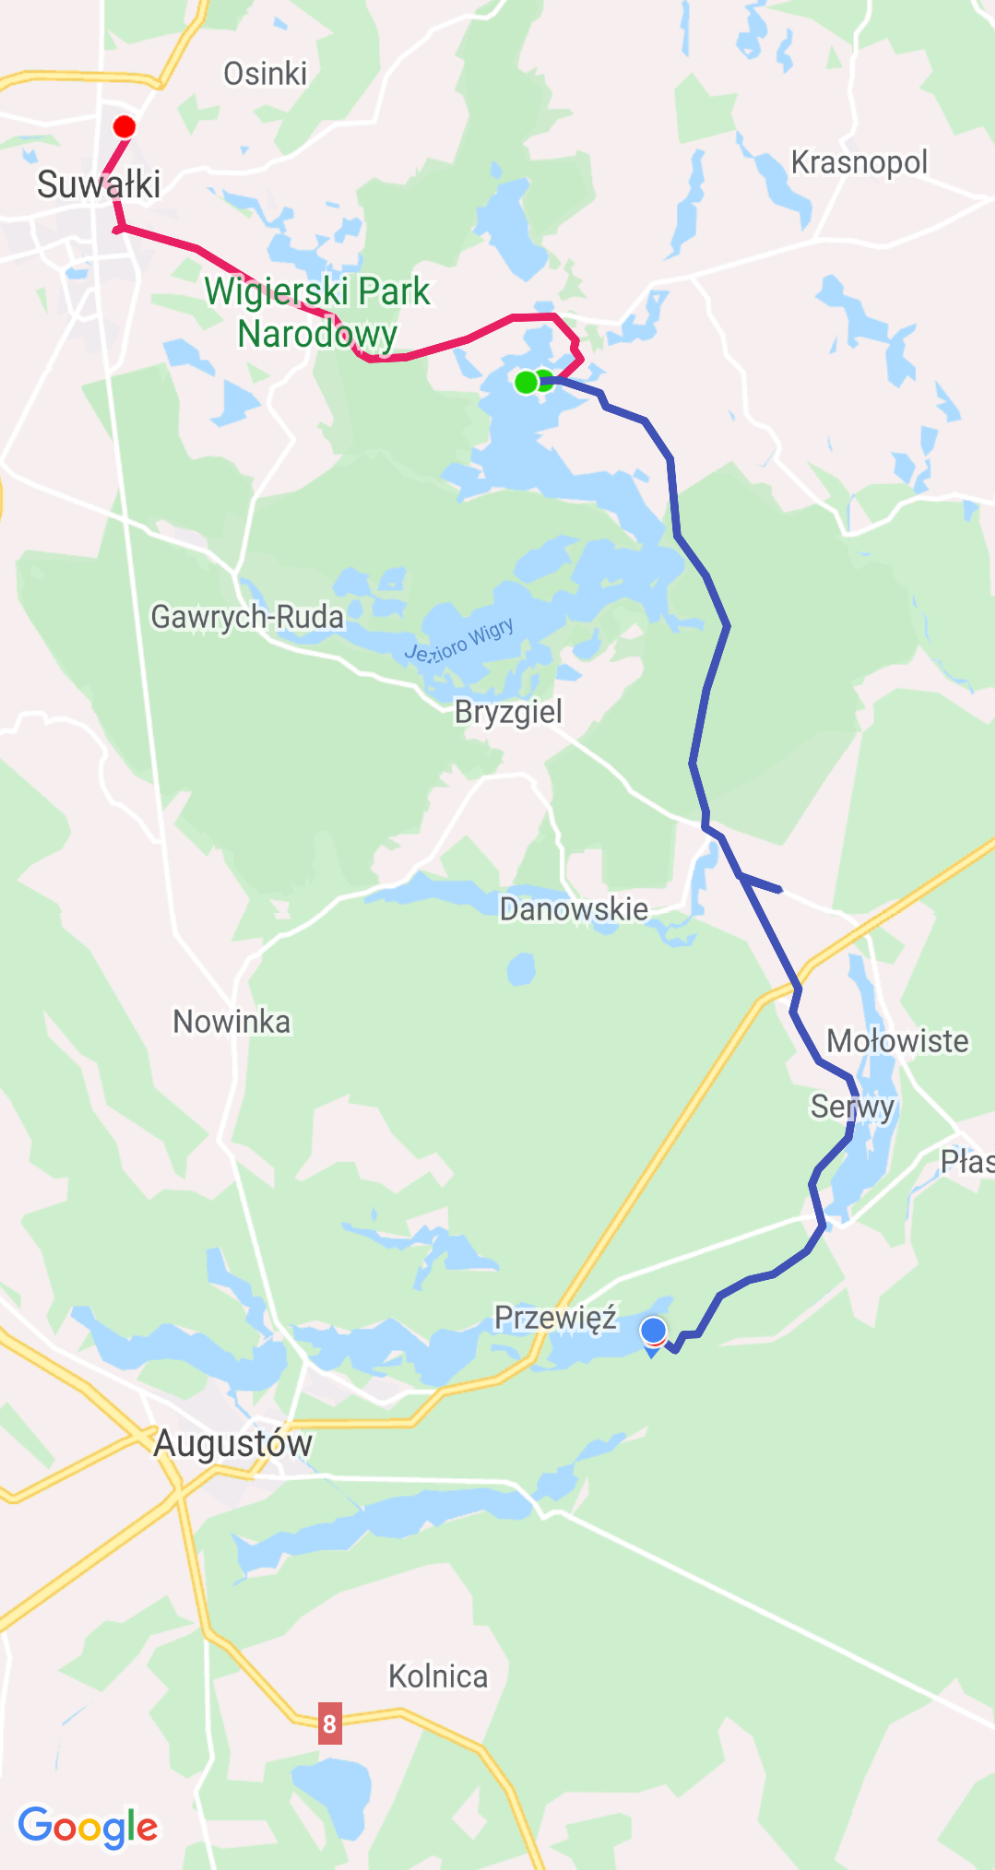 Osinki
Krasnopol
Suwałki
Wigierski Park
Narodowy
Gawrych-Ruda
Jezioro Wigry
Bryzgiel
Danowskie
Nowinka
Mołowiste
Serwy
Płas
Przewięź
Augustów
Kolnica
8
Google